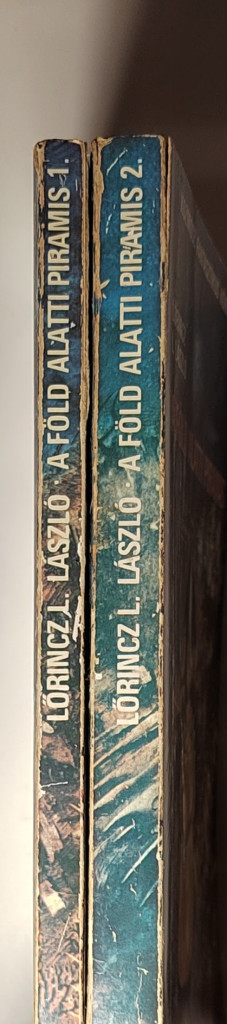 LŐRINCZ L. LÁSZLÓ · A FÖLD ALATTI PIRAMIS 1.
LŐRINCZ L. LÁSZLÓ · A FÖLD ALATTI PIRAMIS 2.